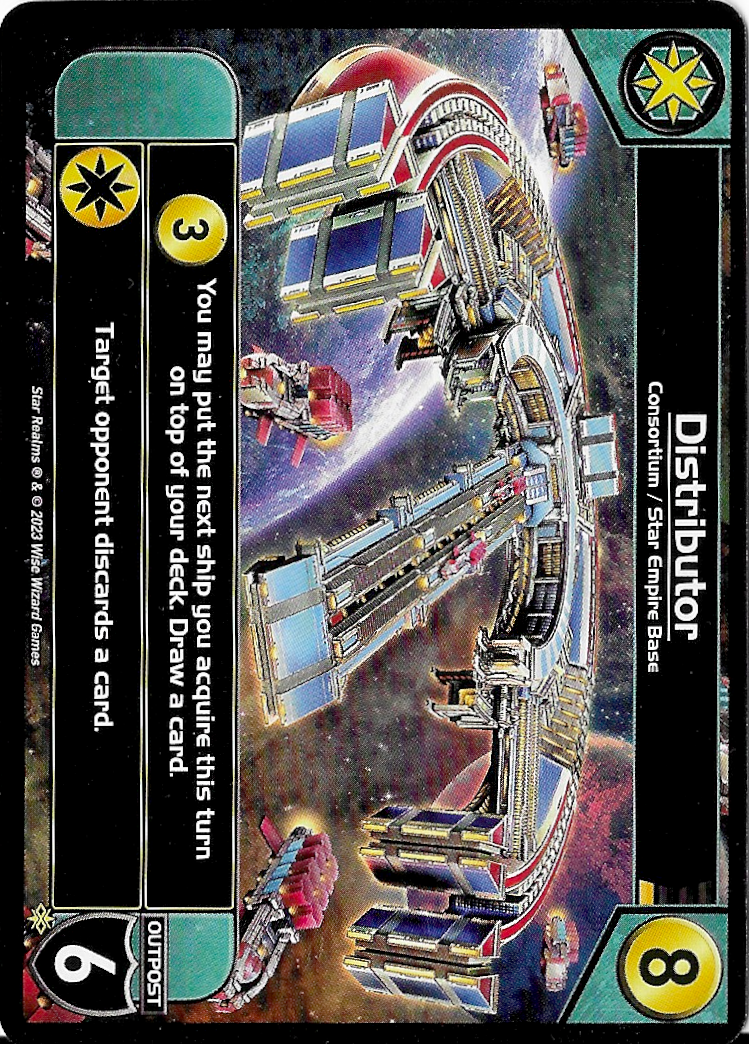 Distributor
Consortium / Star Empire Base
8
3
You may put the next ship you acquire this turn
on top of your deck. Draw a card.
Target opponent discards a card.
OUTPOST
6
Star Realms ® & © 2023 Wise Wizard Games